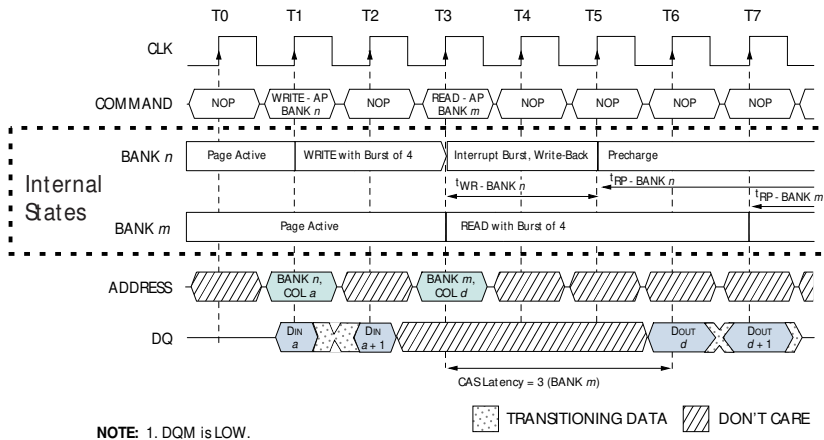 T0 T1 T2 T3 T4 T5 T6 T7
CLK
COMMAND NOP WRITE - AP BANK n NOP READ - AP BANK m NOP NOP NOP NOP
Internal States
BANK n Page Active WRITE with Burst of 4 Interrupt Burst, Write-Back Precharge
tWR - BANK n tRP - BANK n
tRP - BANK m
BANK m Page Active READ with Burst of 4
ADDRESS BANK n, COL a BANK m, COL d
DQ DIN a DIN a + 1 DOUT d DOUT d + 1
CAS Latency = 3 (BANK m)
TRANSITIONING DATA DON'T CARE
NOTE: 1. DQM is LOW.